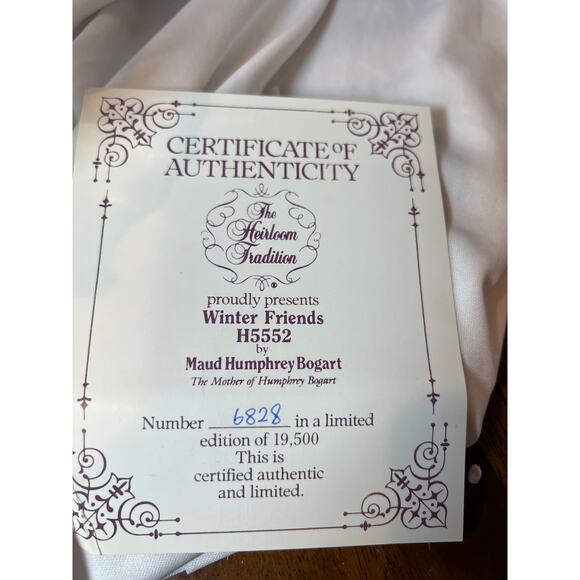 CERTIFICATE OF
AUTHENTICITY
The
Heirloom
Tradition
®
proudly presents
Winter Friends
H5552
by
Maud Humphrey Bogart
The Mother of Humphrey Bogart
Number 6828 in a limited
edition of 19,500
This is
certified authentic
and limited.